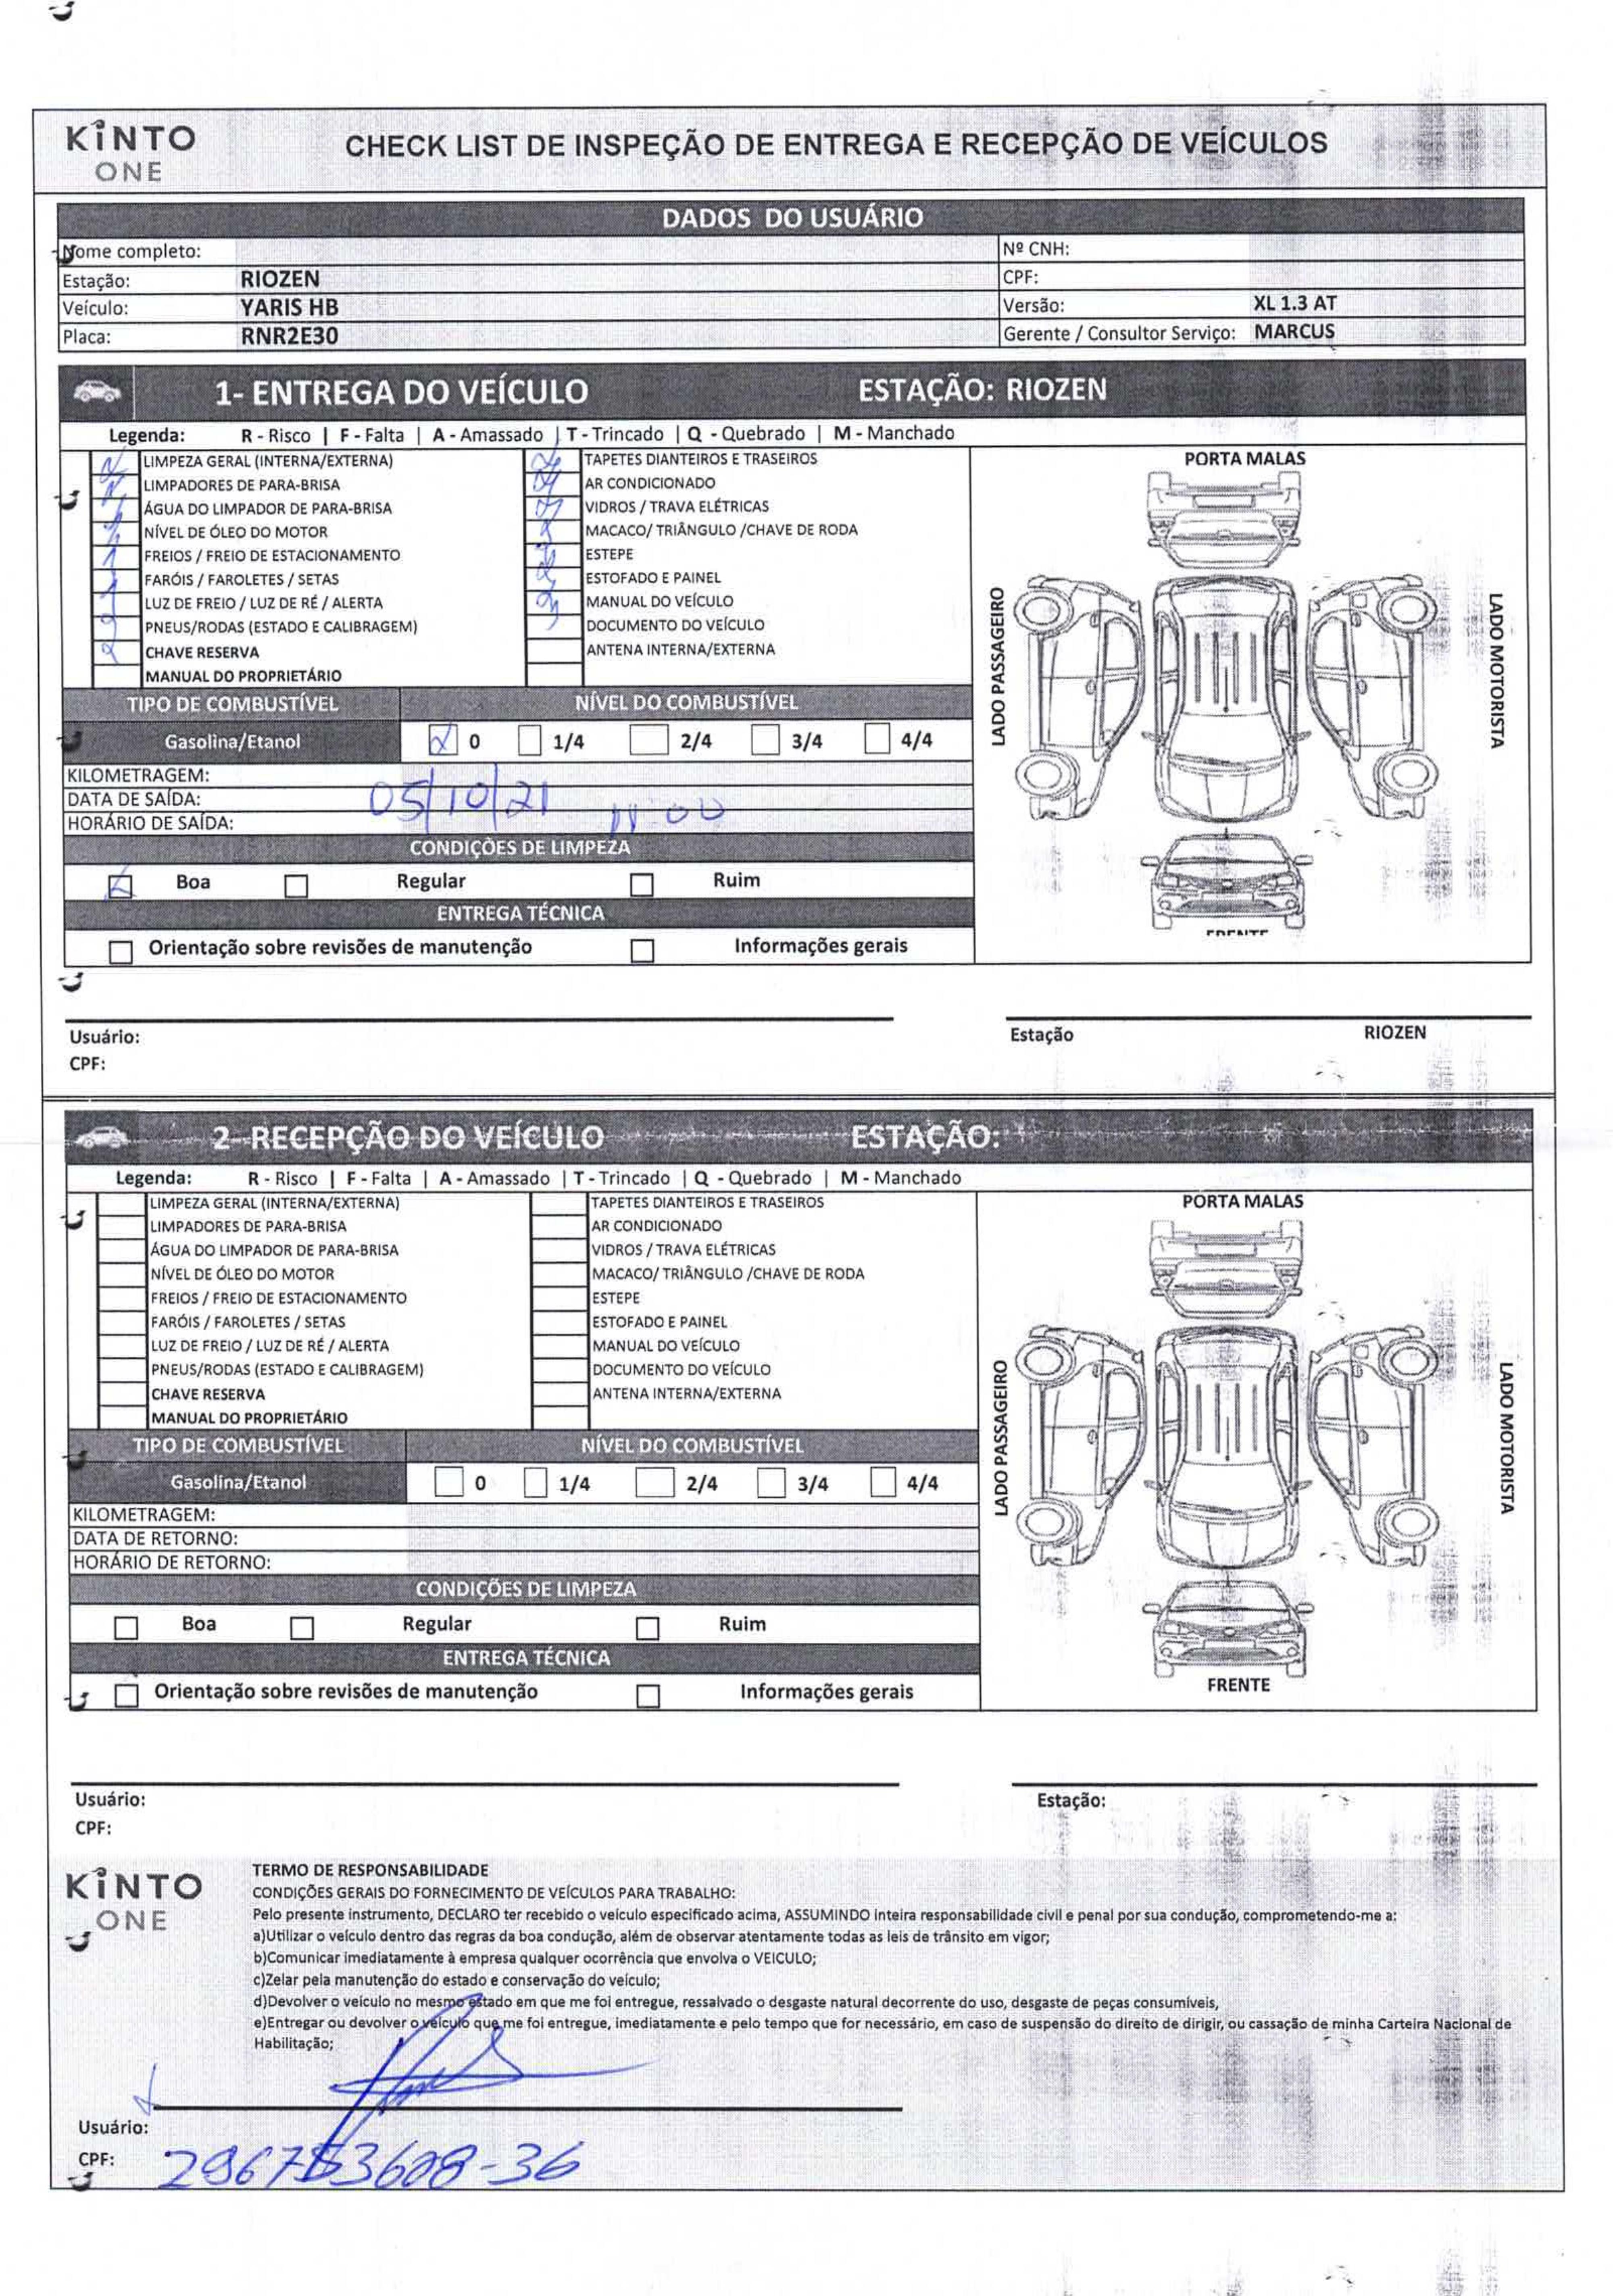 KINTO
ONE
CHECK LIST DE INSPEÇÃO DE ENTREGA E RECEPÇÃO DE VEÍCULOS
DADOS DO USUÁRIO
Nome completo: Nº CNH:
Estação: RIOZEN CPF:
Veículo: YARIS HB Versão: XL 1.3 AT
Placa: RNR2E30 Gerente / Consultor Serviço: MARCUS
1- ENTREGA DO VEÍCULO ESTAÇÃO: RIOZEN
Legenda: R - Risco | F - Falta | A - Amassado | T - Trincado | Q - Quebrado | M - Manchado
LIMPEZA GERAL (INTERNA/EXTERNA) TAPETES DIANTEIROS E TRASEIROS
LIMPADORES DE PARA-BRISA AR CONDICIONADO
ÁGUA DO LIMPADOR DE PARA-BRISA VIDROS / TRAVA ELÉTRICAS
NÍVEL DE ÓLEO DO MOTOR MACACO/ TRIÂNGULO /CHAVE DE RODA
FREIOS / FREIO DE ESTACIONAMENTO ESTEPE
FARÓIS / FAROLETES / SETAS ESTOFADO E PAINEL
LUZ DE FREIO / LUZ DE RÉ / ALERTA MANUAL DO VEÍCULO
PNEUS/RODAS (ESTADO E CALIBRAGEM) DOCUMENTO DO VEÍCULO
CHAVE RESERVA ANTENA INTERNA/EXTERNA
MANUAL DO PROPRIETÁRIO
PORTA MALAS
LADO PASSAGEIRO
LADO MOTORISTA
FRENTE
TIPO DE COMBUSTÍVEL NÍVEL DO COMBUSTÍVEL
Gasolina/Etanol 0 1/4 2/4 3/4 4/4
KILOMETRAGEM:
DATA DE SAÍDA: 05/10/21
HORÁRIO DE SAÍDA: 11:00
CONDIÇÕES DE LIMPEZA
Boa Regular Ruim
ENTREGA TÉCNICA
Orientação sobre revisões de manutenção Informações gerais
Usuário: Estação RIOZEN
CPF:
2- RECEPÇÃO DO VEÍCULO ESTAÇÃO:
Legenda: R - Risco | F - Falta | A - Amassado | T - Trincado | Q - Quebrado | M - Manchado
LIMPEZA GERAL (INTERNA/EXTERNA) TAPETES DIANTEIROS E TRASEIROS
LIMPADORES DE PARA-BRISA AR CONDICIONADO
ÁGUA DO LIMPADOR DE PARA-BRISA VIDROS / TRAVA ELÉTRICAS
NÍVEL DE ÓLEO DO MOTOR MACACO/ TRIÂNGULO /CHAVE DE RODA
FREIOS / FREIO DE ESTACIONAMENTO ESTEPE
FARÓIS / FAROLETES / SETAS ESTOFADO E PAINEL
LUZ DE FREIO / LUZ DE RÉ / ALERTA MANUAL DO VEÍCULO
PNEUS/RODAS (ESTADO E CALIBRAGEM) DOCUMENTO DO VEÍCULO
CHAVE RESERVA ANTENA INTERNA/EXTERNA
MANUAL DO PROPRIETÁRIO
PORTA MALAS
LADO PASSAGEIRO
LADO MOTORISTA
FRENTE
TIPO DE COMBUSTÍVEL NÍVEL DO COMBUSTÍVEL
Gasolina/Etanol 0 1/4 2/4 3/4 4/4
KILOMETRAGEM:
DATA DE RETORNO:
HORÁRIO DE RETORNO:
CONDIÇÕES DE LIMPEZA
Boa Regular Ruim
ENTREGA TÉCNICA
Orientação sobre revisões de manutenção Informações gerais
Usuário: Estação:
CPF:
KINTO
ONE
TERMO DE RESPONSABILIDADE
CONDIÇÕES GERAIS DO FORNECIMENTO DE VEÍCULOS PARA TRABALHO:
Pelo presente instrumento, DECLARO ter recebido o veículo especificado acima, ASSUMINDO inteira responsabilidade civil e penal por sua condução, comprometendo-me a:
a)Utilizar o veículo dentro das regras da boa condução, além de observar atentamente todas as leis de trânsito em vigor;
b)Comunicar imediatamente à empresa qualquer ocorrência que envolva o VEICULO;
c)Zelar pela manutenção do estado e conservação do veículo;
d)Devolver o veículo no mesmo estado em que me foi entregue, ressalvado o desgaste natural decorrente do uso, desgaste de peças consumíveis,
e)Entregar ou devolver o veículo que me foi entregue, imediatamente e pelo tempo que for necessário, em caso de suspensão do direito de dirigir, ou cassação de minha Carteira Nacional de
Habilitação;
Usuário:
CPF: